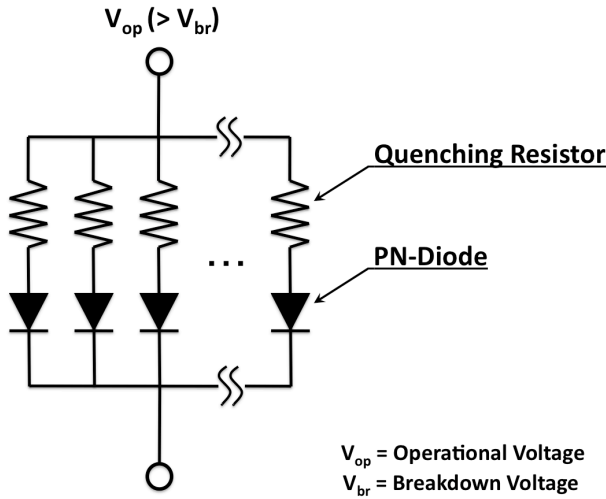 V_op (> V_br)
Quenching Resistor
PN-Diode
...
V_op = Operational Voltage
V_br = Breakdown Voltage